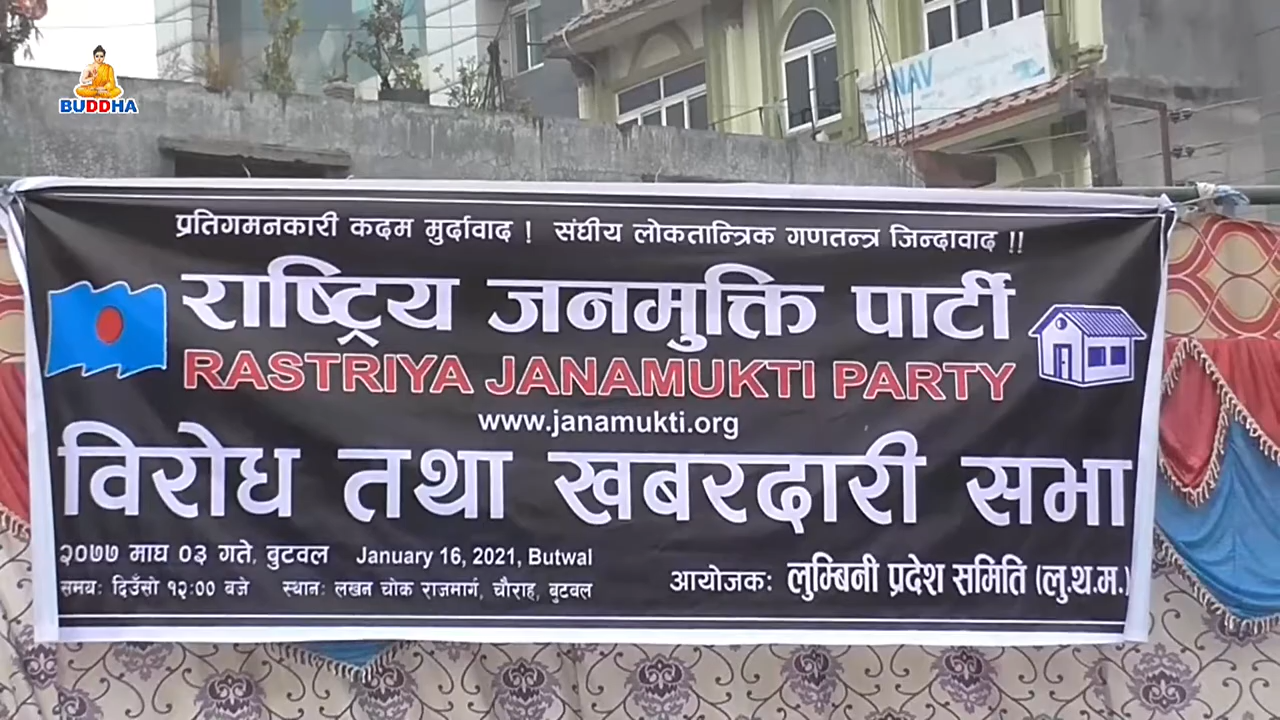 BUDDHA
NAV
प्रतिगमनकारी कदम मुर्दावाद ! संघीय लोकतान्त्रिक गणतन्त्र जिन्दावाद !!
राष्ट्रिय जनमुक्ति पार्टी
RASTRIYA JANAMUKTI PARTY
www.janamukti.org
विरोध तथा खबरदारी सभा
२०७७ माघ ०३ गते, बुटवल January 16, 2021, Butwal
समयः दिउँसो १२:०० बजे स्थानः लखन चोक राजमार्ग, चौराह, बुटवल
आयोजकः लुम्बिनी प्रदेश समिति (लु.थ.म.)